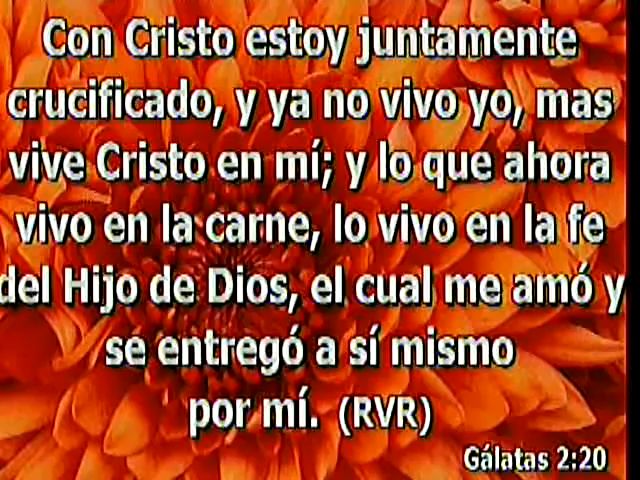 Con Cristo estoy juntamente
crucificado, y ya no vivo yo, mas
vive Cristo en mí; y lo que ahora
vivo en la carne, lo vivo en la fe
del Hijo de Dios, el cual me amó y
se entregó a sí mismo
por mí. (RVR)
Gálatas 2:20